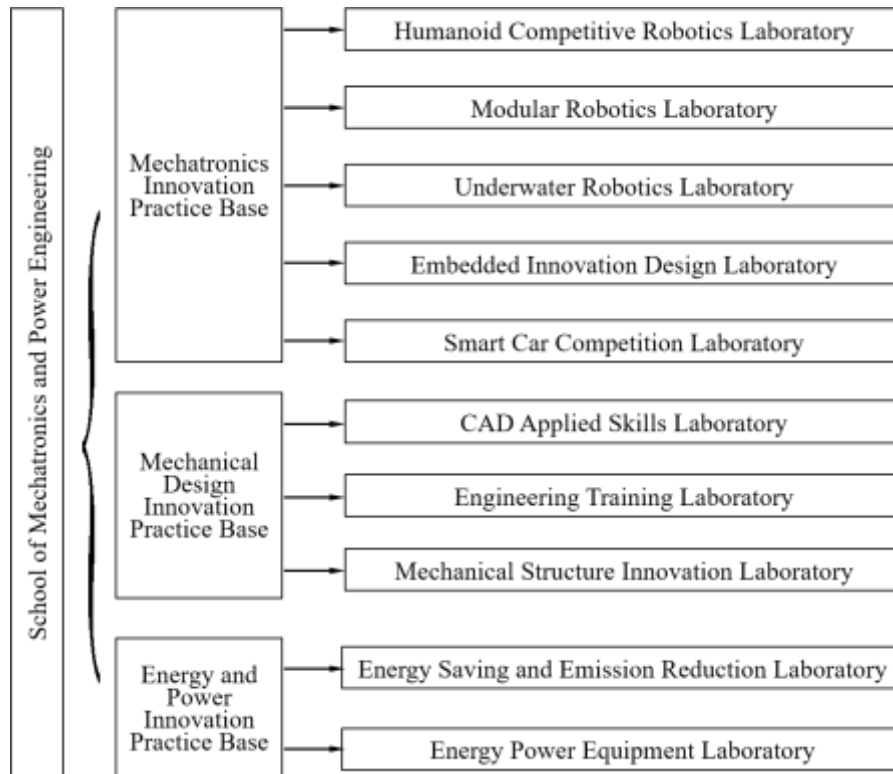 School of Mechatronics and Power Engineering
Mechatronics
Innovation
Practice Base
Humanoid Competitive Robotics Laboratory
Modular Robotics Laboratory
Underwater Robotics Laboratory
Embedded Innovation Design Laboratory
Smart Car Competition Laboratory
Mechanical
Design
Innovation
Practice Base
CAD Applied Skills Laboratory
Engineering Training Laboratory
Mechanical Structure Innovation Laboratory
Energy and
Power
Innovation
Practice Base
Energy Saving and Emission Reduction Laboratory
Energy Power Equipment Laboratory